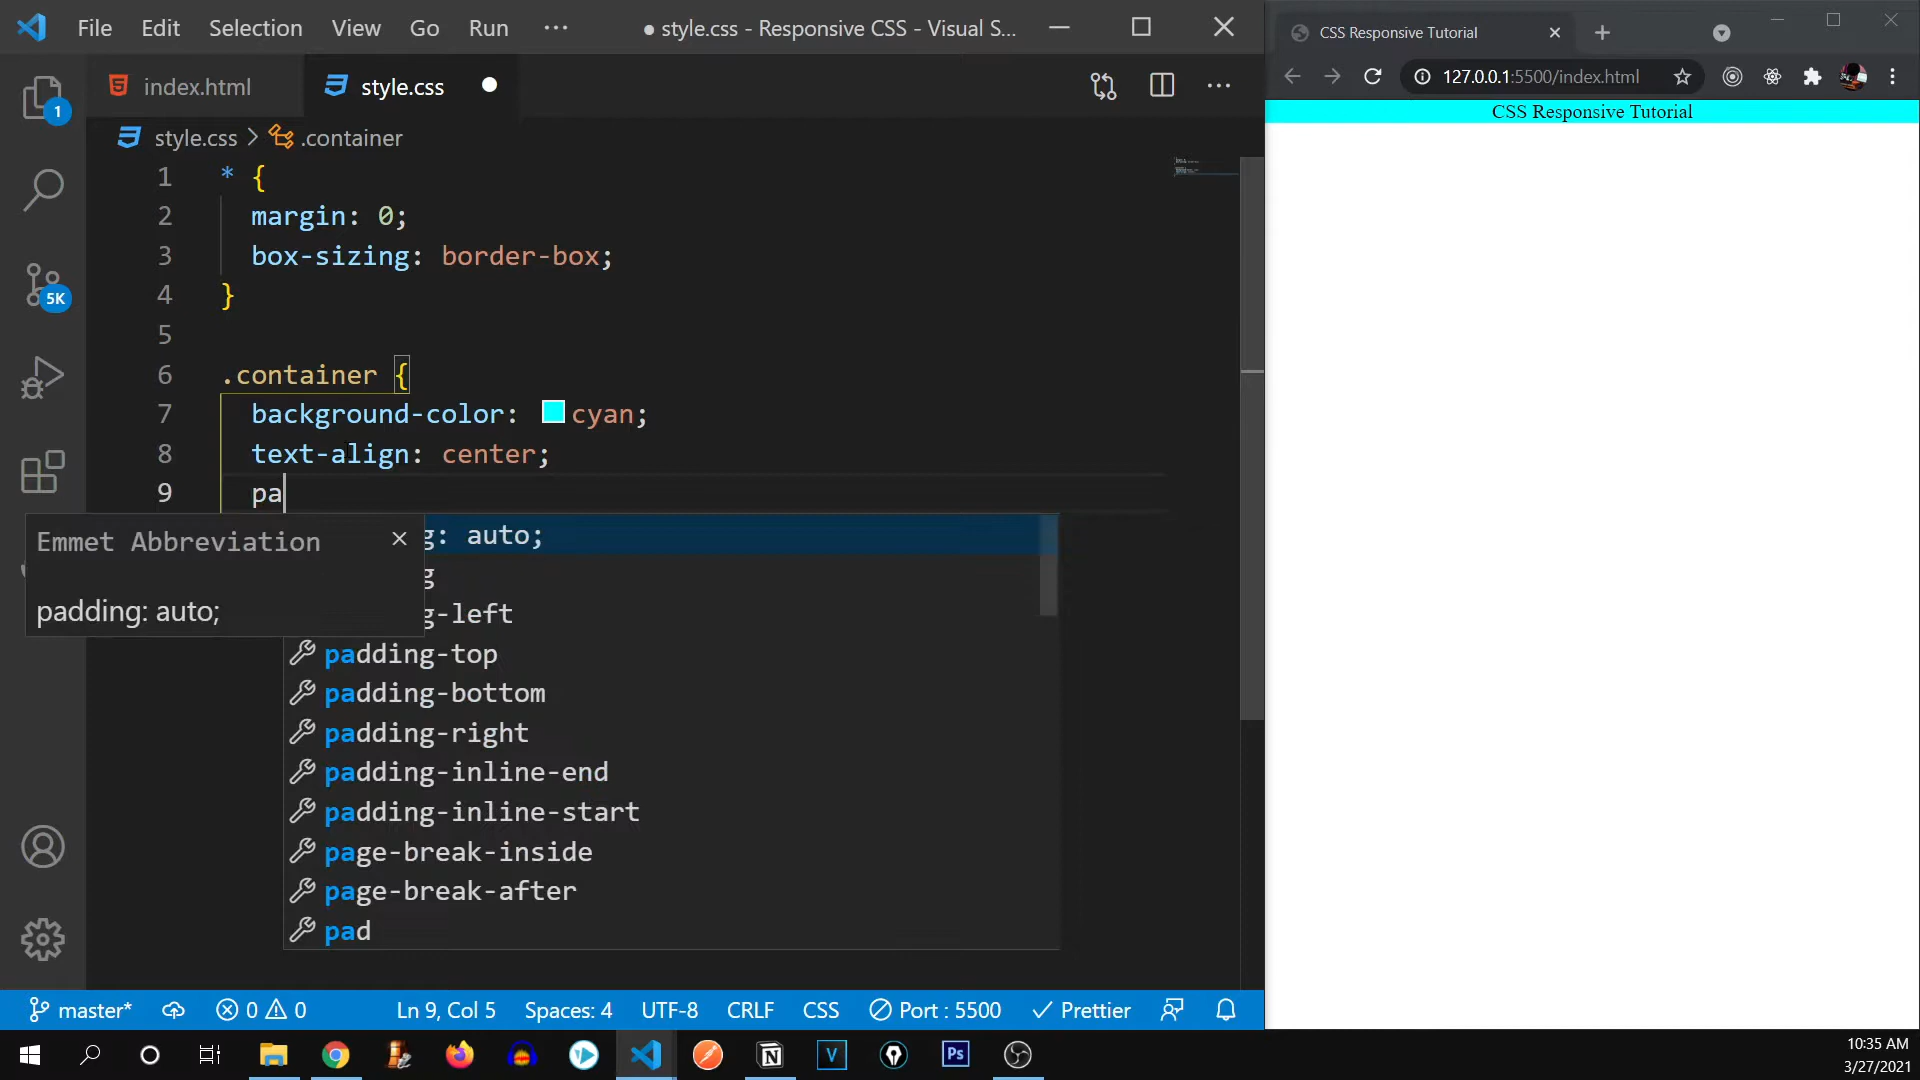 File Edit Selection View Go Run ··· ● style.css - Responsive CSS - Visual S...
CSS Responsive Tutorial
127.0.0.1:5500/index.html
index.html style.css
style.css > .container
1 * {
2 margin: 0;
3 box-sizing: border-box;
4 }
5
6 .container {
7 background-color: cyan;
8 text-align: center;
9 pa
1
5K
Emmet Abbreviation
padding: auto;
g: auto;
g
g-left
padding-top
padding-bottom
padding-right
padding-inline-end
padding-inline-start
page-break-inside
page-break-after
pad
master* 0 0 Ln 9, Col 5 Spaces: 4 UTF-8 CRLF CSS Port : 5500 Prettier
CSS Responsive Tutorial
V Ps
10:35 AM
3/27/2021